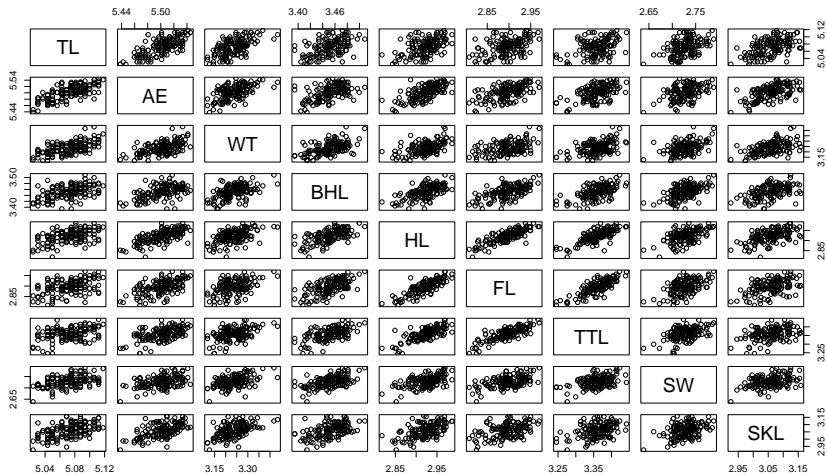 5.44 5.50 3.40 3.46 2.85 2.95 2.65 2.75
TL 5.04 5.12
5.44 5.54 AE
WT 3.15
3.40 3.50 BHL
HL 2.85
2.85 FL
TTL 3.25
2.65 SW
SKL 2.95 3.15
5.04 5.08 5.12 3.15 3.30 2.85 2.95 3.25 3.35 2.95 3.05 3.15